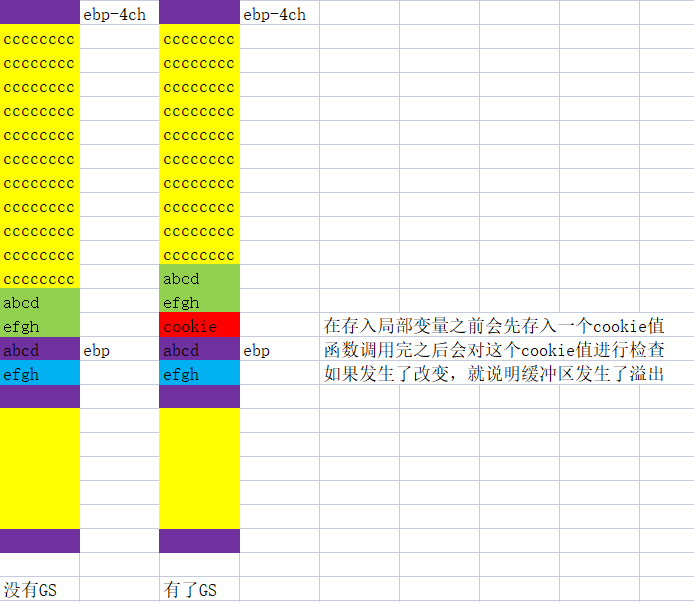 ebp-4ch ebp-4ch
cccccccc cccccccc
cccccccc cccccccc
cccccccc cccccccc
cccccccc cccccccc
cccccccc cccccccc
cccccccc cccccccc
cccccccc cccccccc
cccccccc cccccccc
cccccccc cccccccc
cccccccc cccccccc
cccccccc abcd
abcd efgh
efgh cookie 在存入局部变量之前会先存入一个cookie值
abcd ebp abcd ebp 函数调用完之后会对这个cookie值进行检查
efgh efgh 如果发生了改变，就说明缓冲区发生了溢出
没有GS 有了GS